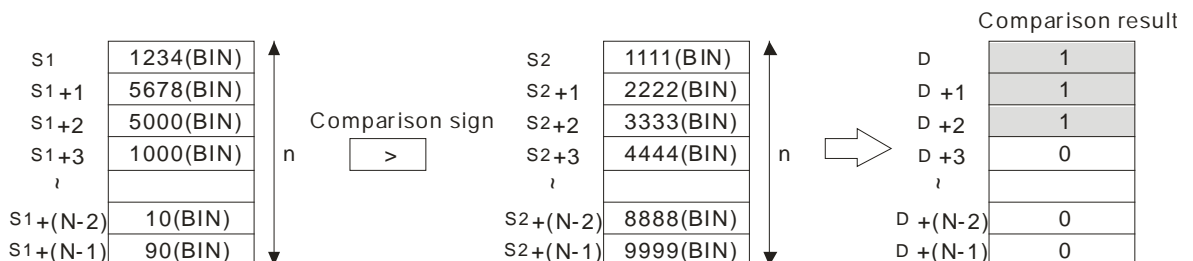 Comparison result
S1 1234(BIN) S2 1111(BIN) D 1
S1+1 5678(BIN) S2+1 2222(BIN) D +1 1
S1+2 5000(BIN) Comparison sign S2+2 3333(BIN) D +2 1
S1+3 1000(BIN) n > S2+3 4444(BIN) n D +3 0
~ ~ ~
S1+(N-2) 10(BIN) S2+(N-2) 8888(BIN) D +(N-2) 0
S1+(N-1) 90(BIN) S2+(N-1) 9999(BIN) D +(N-1) 0